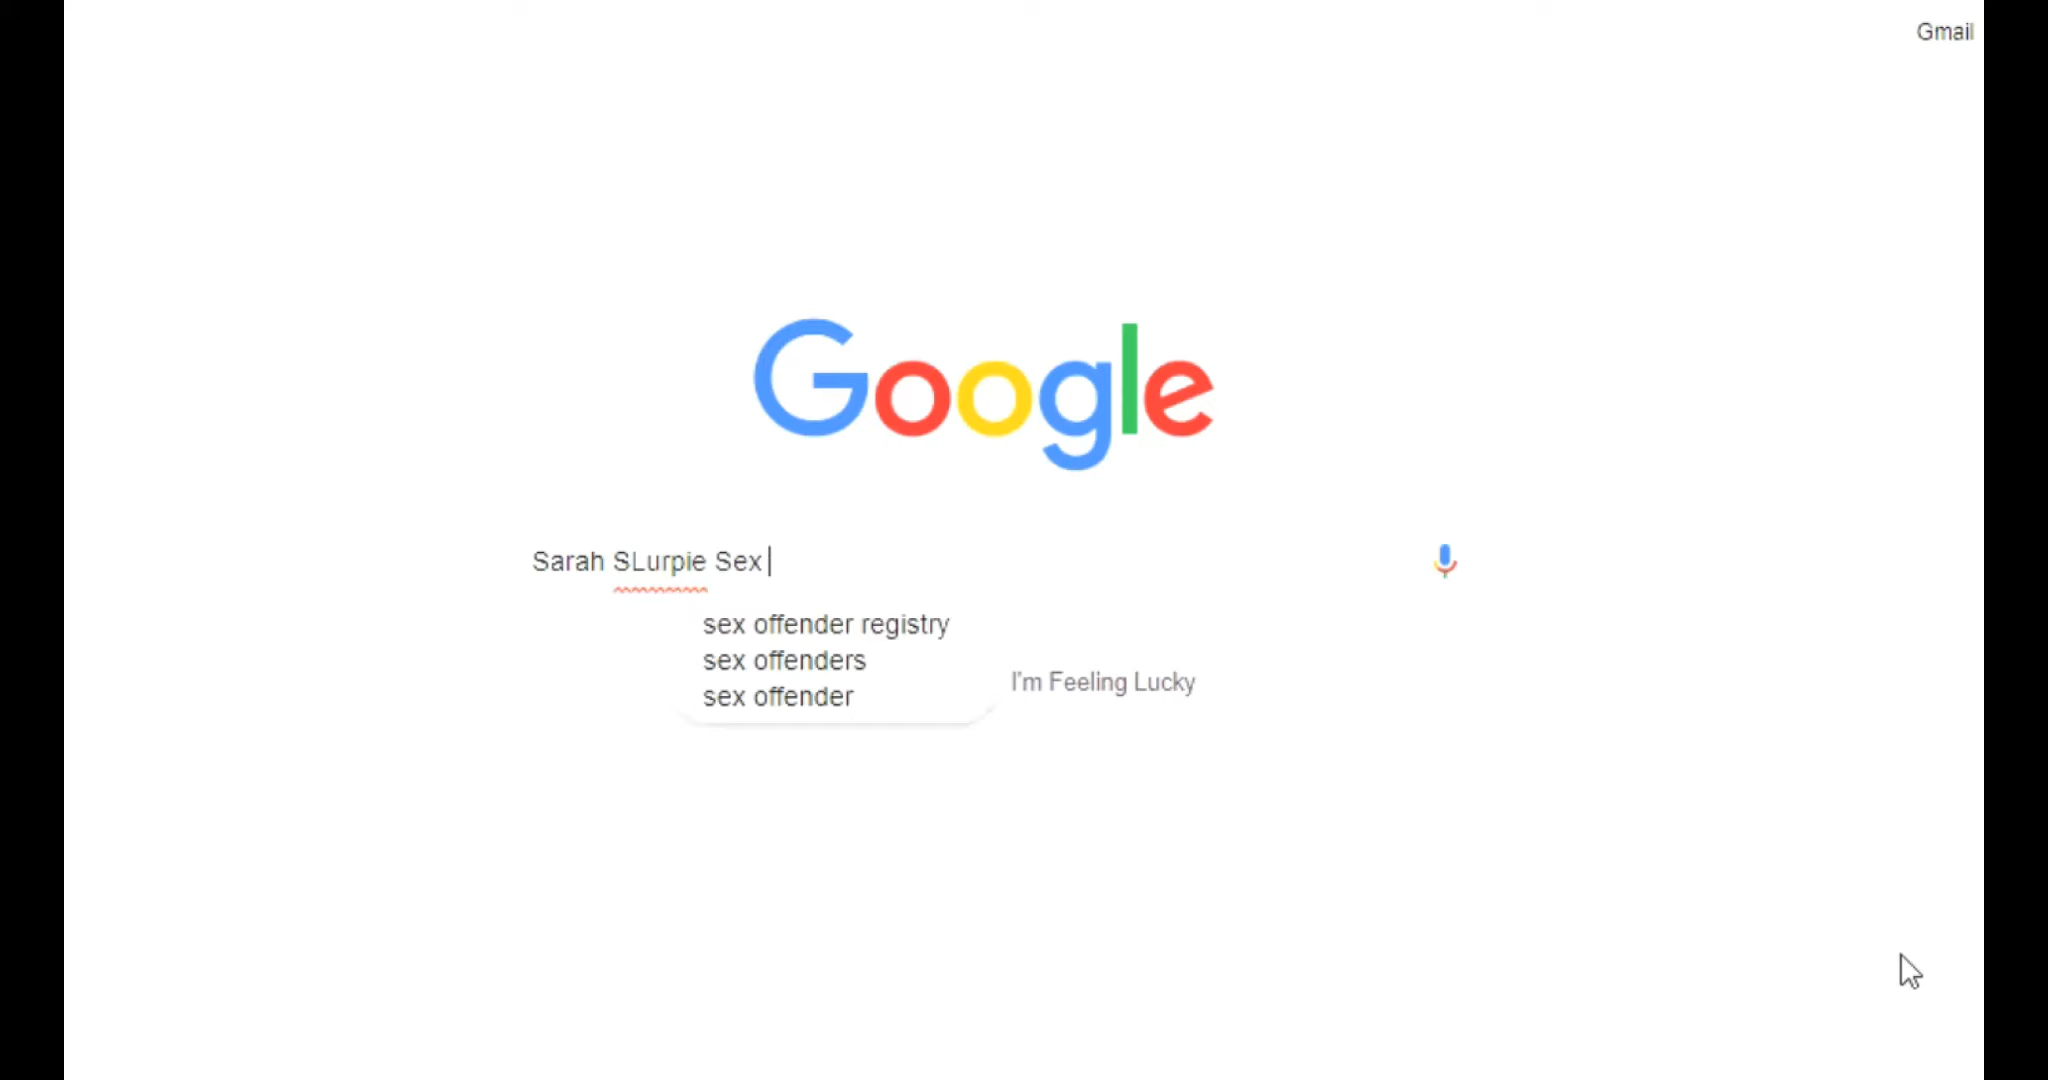 Gmail
Google
Sarah SLurpie Sex
sex offender registry
sex offenders
sex offender
I'm Feeling Lucky